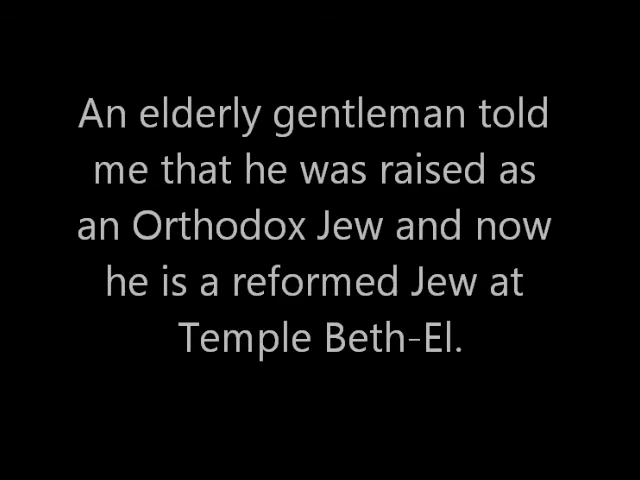 An elderly gentleman told
me that he was raised as
an Orthodox Jew and now
he is a reformed Jew at
Temple Beth-El.